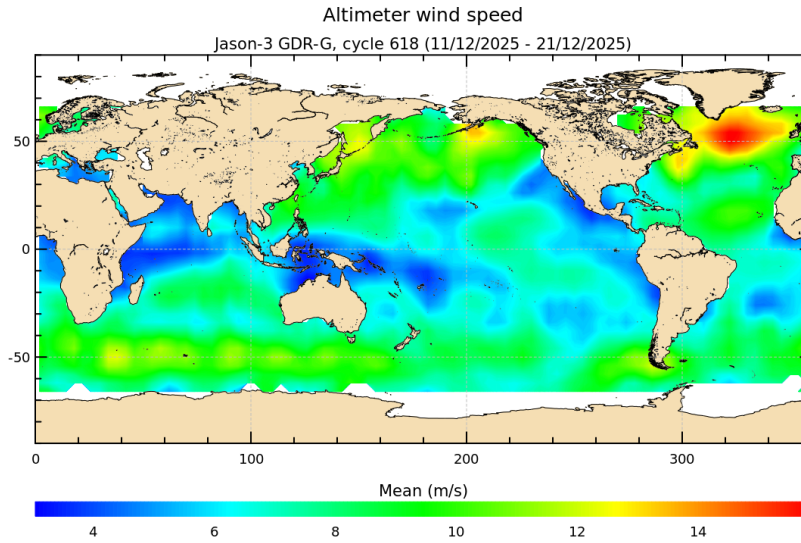 Altimeter wind speed
Jason-3 GDR-G, cycle 618 (11/12/2025 - 21/12/2025)
50
0
-50
0 100 200 300
Mean (m/s)
4 6 8 10 12 14